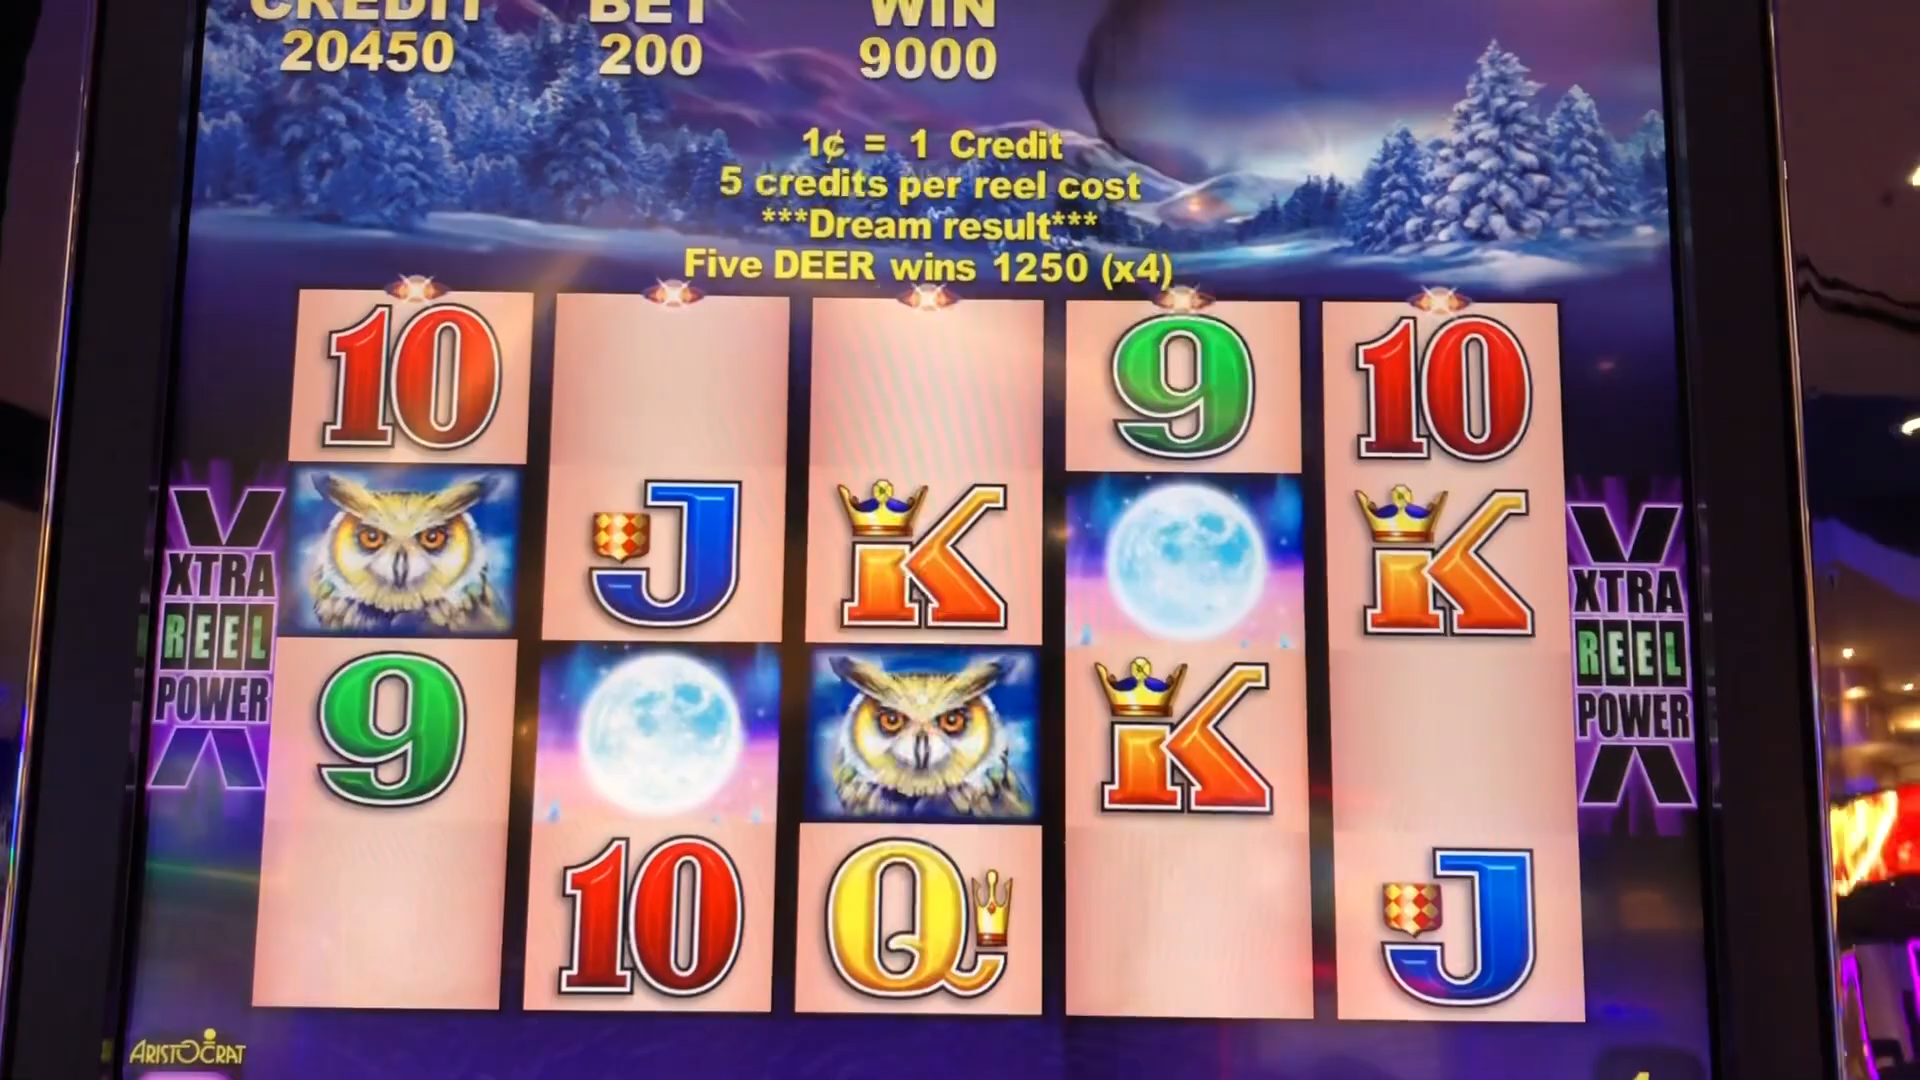 CREDIT BET WIN
20450 200 9000
1¢ = 1 Credit
5 credits per reel cost
***Dream result***
Five DEER wins 1250 (x4)
10 9 10
J K K
9 K
10 Q J
X
XTRA
REEL
POWER
X
XTRA
REEL
POWER
ARISTOCRAT